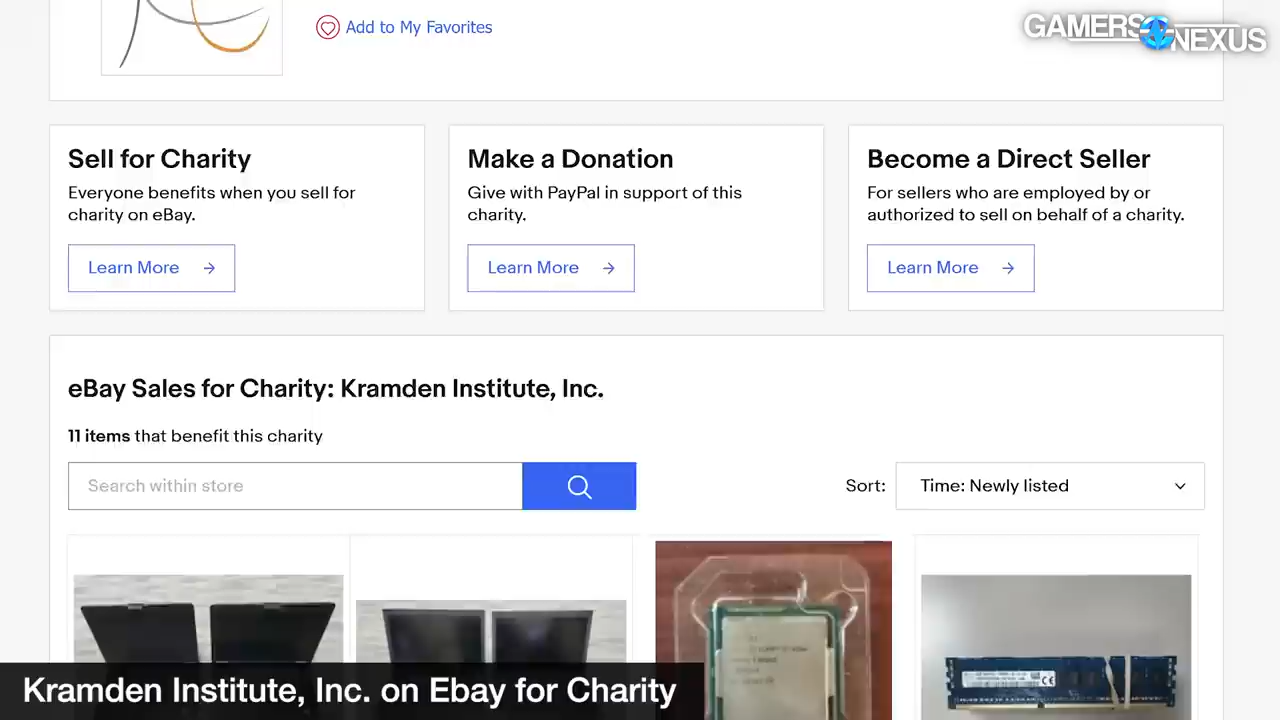 GAMERS NEXUS
Add to My Favorites
Sell for Charity
Everyone benefits when you sell for
charity on eBay.
Learn More
Make a Donation
Give with PayPal in support of this
charity.
Learn More
Become a Direct Seller
For sellers who are employed by or
authorized to sell on behalf of a charity.
Learn More
eBay Sales for Charity: Kramden Institute, Inc.
11 items that benefit this charity
Search within store
Sort:
Time: Newly listed
Kramden Institute, Inc. on Ebay for Charity